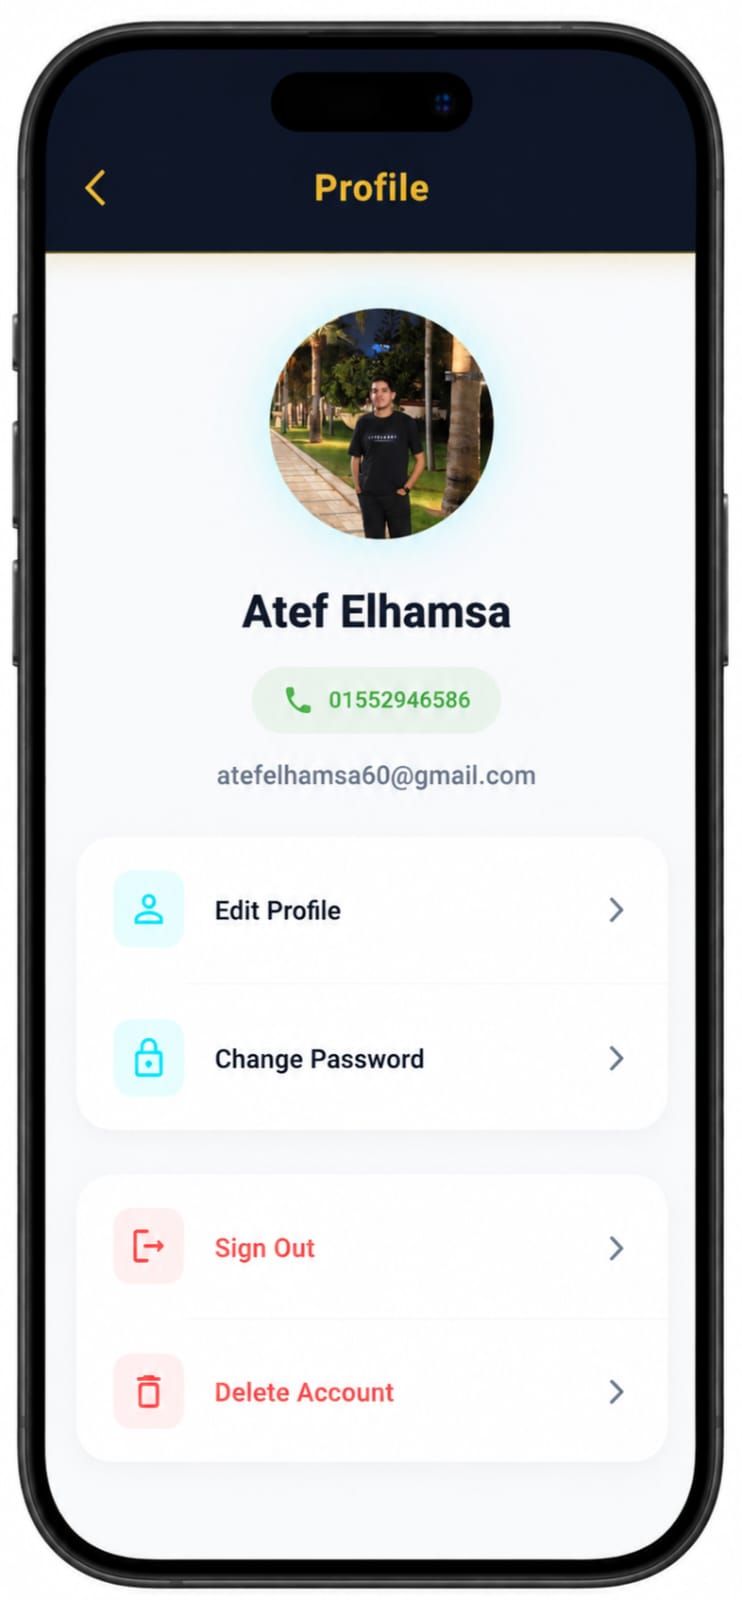 Profile
Atef Elhamsa
01552946586
atefelhamsa60@gmail.com
Edit Profile
Change Password
Sign Out
Delete Account